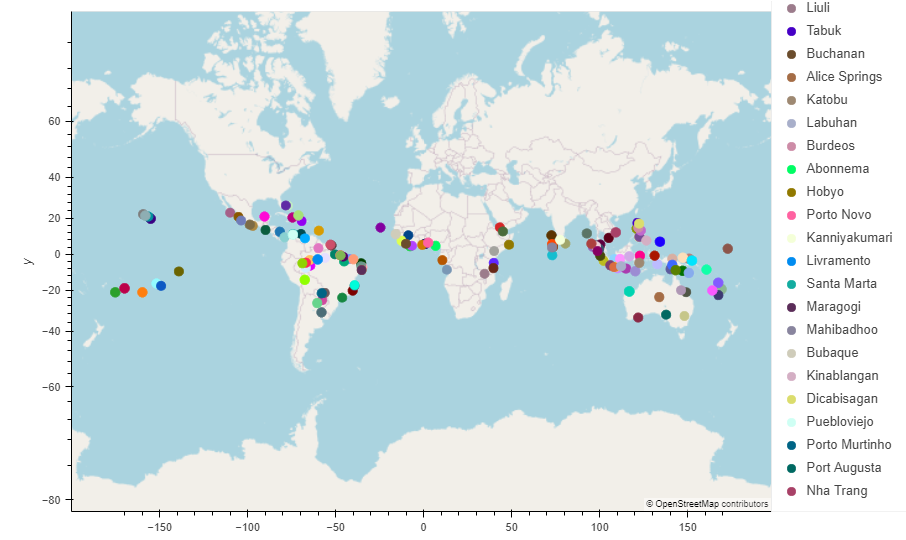 Liuli
Tabuk
Buchanan
Alice Springs
Katobu
Labuhan
Burdeos
Abonnema
Hobyo
Porto Novo
Kanniyakumari
Livramento
Santa Marta
Maragogi
Mahibadhoo
Bubaque
Kinablangan
Dicabisagan
Puebloviejo
Porto Murtinho
Port Augusta
Nha Trang
60
40
20
0
−20
−40
−60
−80
y
−150
−100
−50
0
50
100
150
© OpenStreetMap contributors